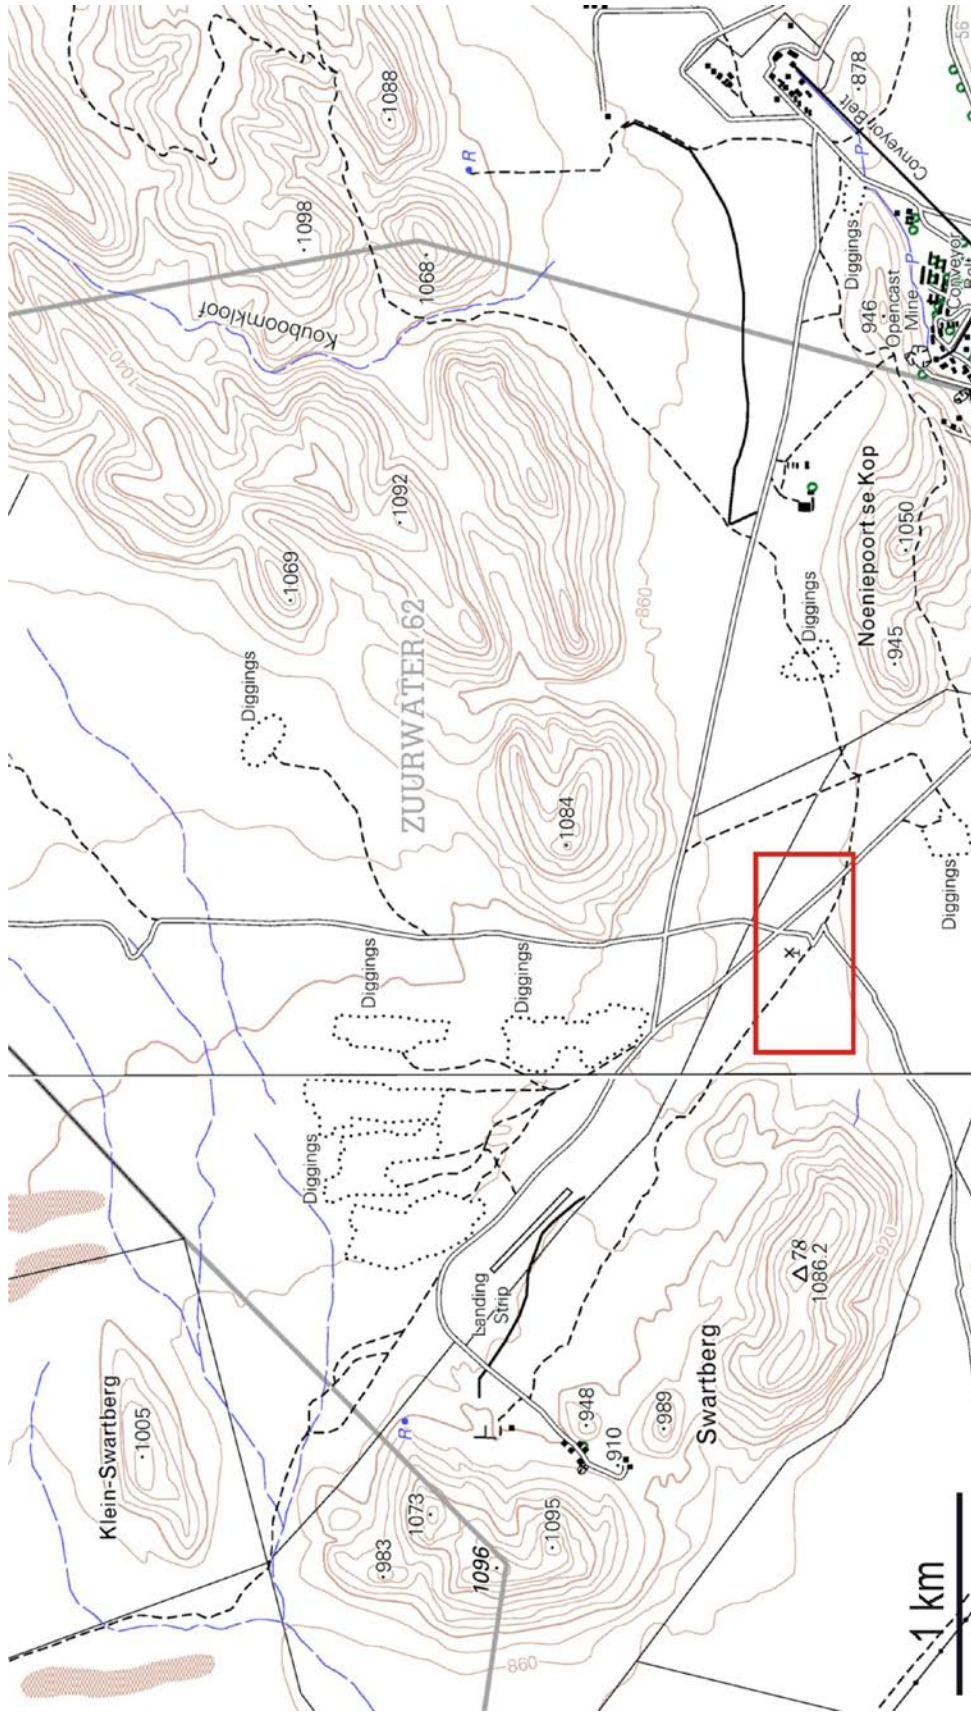 Klein-Swartberg
1005
1040
Diggings
1069
Kouboomkloof
1098
Diggings
Diggings
983
R
1073
ZUURWATER 62
1092
1068
1088
1096
Landing
Strip
Diggings
R
860
1095
948
910
1084
860
989
Swartberg
78
1086.2
Diggings
920
Noeniepoort se Kop
945
1050
946
Diggings
Opencast
Mine
878
P
P
Conveyor Belt
Diggings
Conveyor
Belt
56
1 km